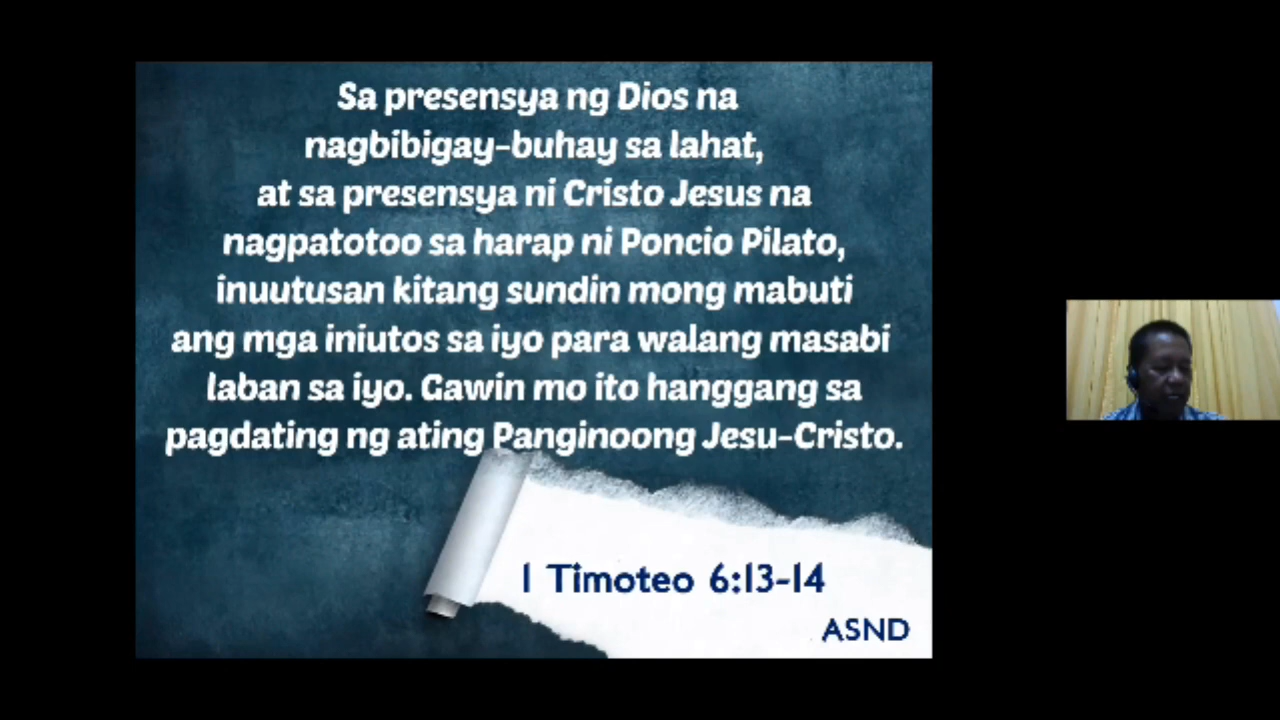 Sa presensya ng Dios na
nagbibigay-buhay sa lahat,
at sa presensya ni Cristo Jesus na
nagpatotoo sa harap ni Poncio Pilato,
inuutusan kitang sundin mong mabuti
ang mga iniutos sa iyo para walang masabi
laban sa iyo. Gawin mo ito hanggang sa
pagdating ng ating Panginoong Jesu-Cristo.
1 Timoteo 6:13-14
ASND